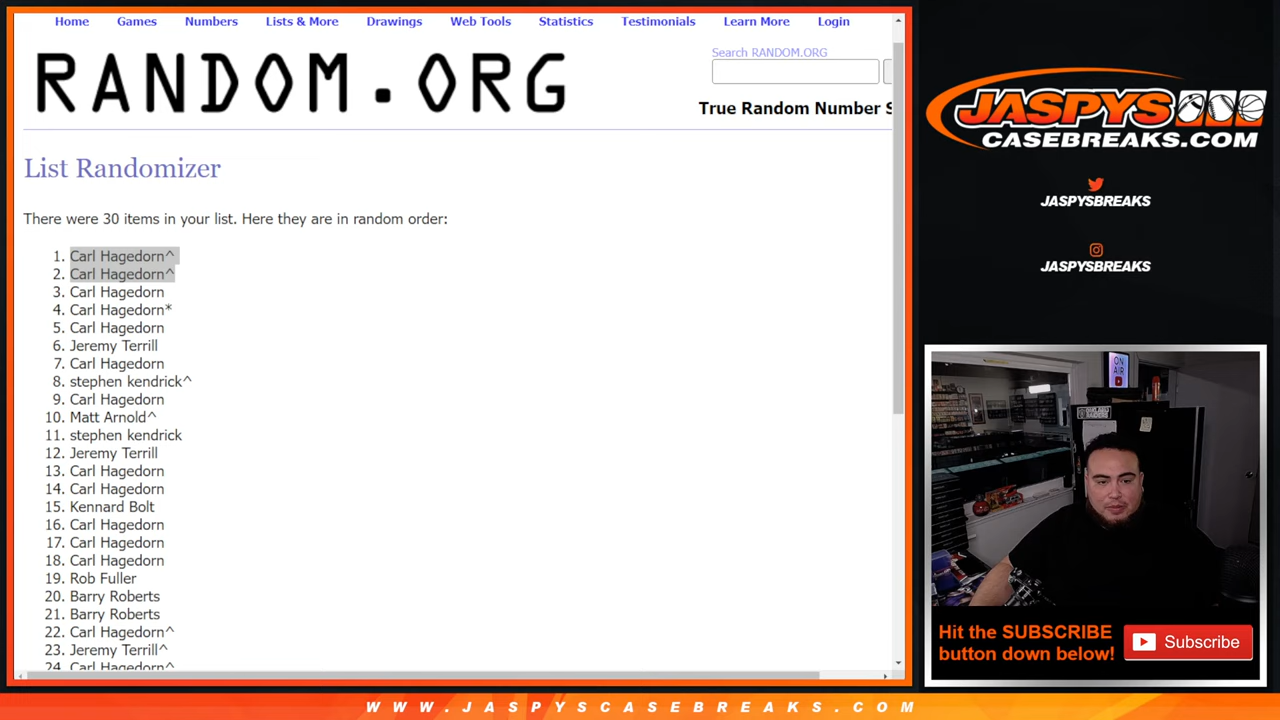 Home Games Numbers Lists & More Drawings Web Tools Statistics Testimonials Learn More Login
RANDOM.ORG
Search RANDOM.ORG
True Random Number S
List Randomizer
There were 30 items in your list. Here they are in random order:
1. Carl Hagedorn^
2. Carl Hagedorn^
3. Carl Hagedorn
4. Carl Hagedorn*
5. Carl Hagedorn
6. Jeremy Terrill
7. Carl Hagedorn
8. stephen kendrick^
9. Carl Hagedorn
10. Matt Arnold^
11. stephen kendrick
12. Jeremy Terrill
13. Carl Hagedorn
14. Carl Hagedorn
15. Kennard Bolt
16. Carl Hagedorn
17. Carl Hagedorn
18. Carl Hagedorn
19. Rob Fuller
20. Barry Roberts
21. Barry Roberts
22. Carl Hagedorn^
23. Jeremy Terrill^
24. Carl Hagedorn^
JASPYS
CASEBREAKS.COM
JASPYSBREAKS
JASPYSBREAKS
ON
AIR
Hit the SUBSCRIBE
button down below!
Subscribe
WWW.JASPYSCASEBREAKS.COM